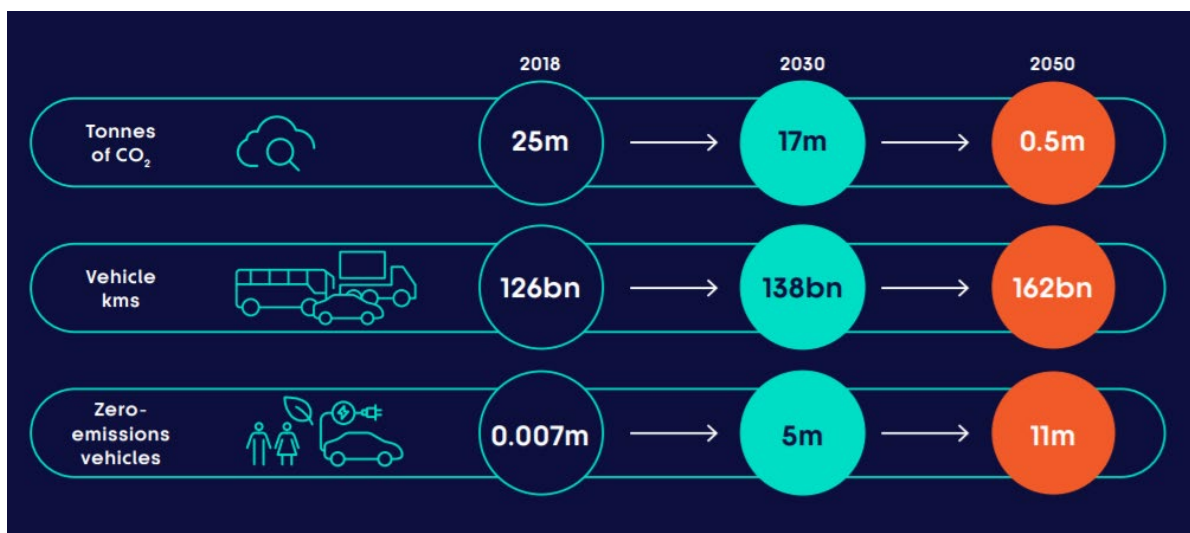 2018 2030 2050
Tonnes
of CO₂
25m 17m 0.5m
Vehicle
kms
126bn 138bn 162bn
Zero-
emissions
vehicles
0.007m 5m 11m